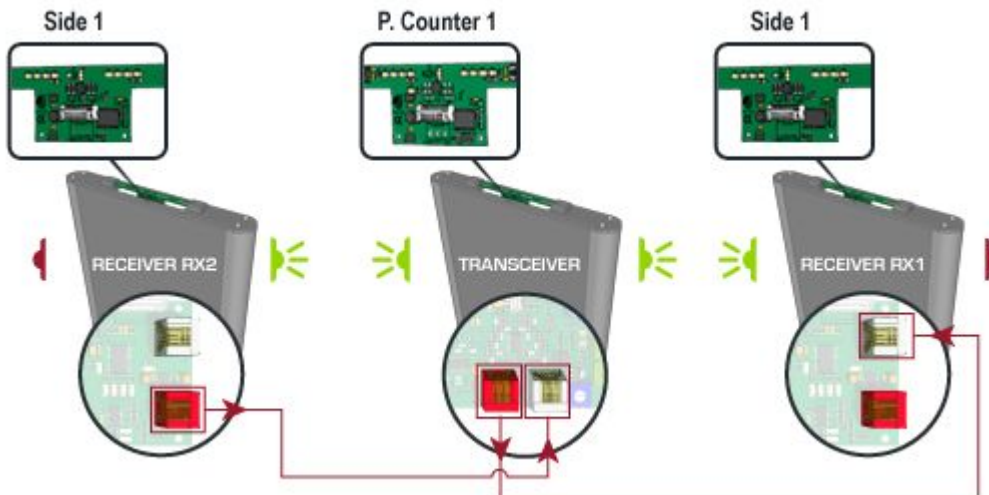 Side 1
P. Counter 1
Side 1
RECEIVER RX2
TRANSCEIVER
RECEIVER RX1